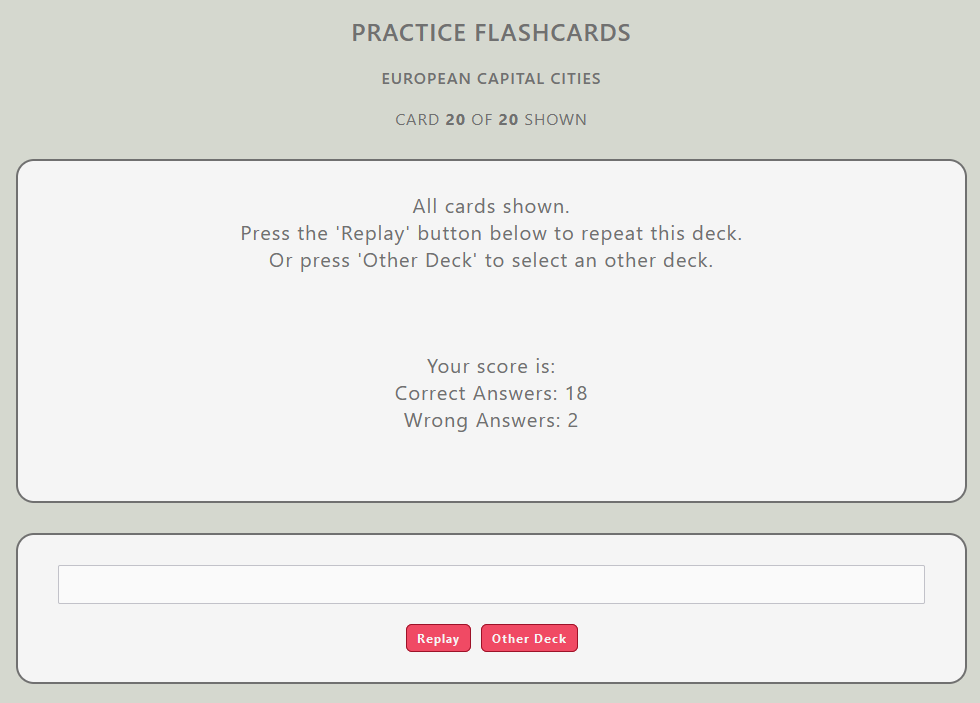 PRACTICE FLASHCARDS
EUROPEAN CAPITAL CITIES
CARD 20 OF 20 SHOWN
All cards shown.
Press the 'Replay' button below to repeat this deck.
Or press 'Other Deck' to select an other deck.
Your score is:
Correct Answers: 18
Wrong Answers: 2
Replay Other Deck